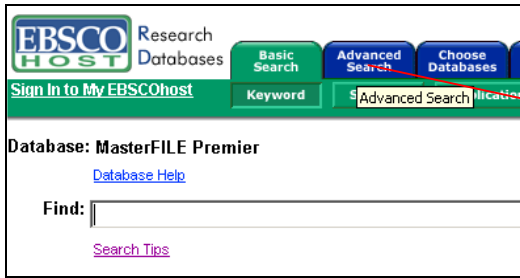 EBSCO Research
HOST Databases
Basic Search
Advanced Search
Choose Databases
Sign In to My EBSCOhost
Keyword
Advanced Search
Database: MasterFILE Premier
Database Help
Find:
Search Tips